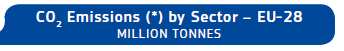 CO₂ Emissions (*) by Sector – EU-28
MILLION TONNES